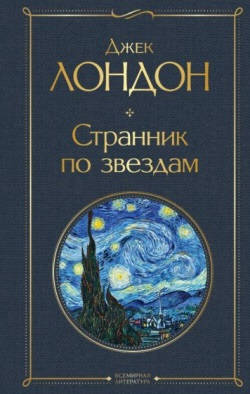 Джек
ЛОНДОН
Странник
по звездам
ВСЕМИРНАЯ
ЛИТЕРАТУРА